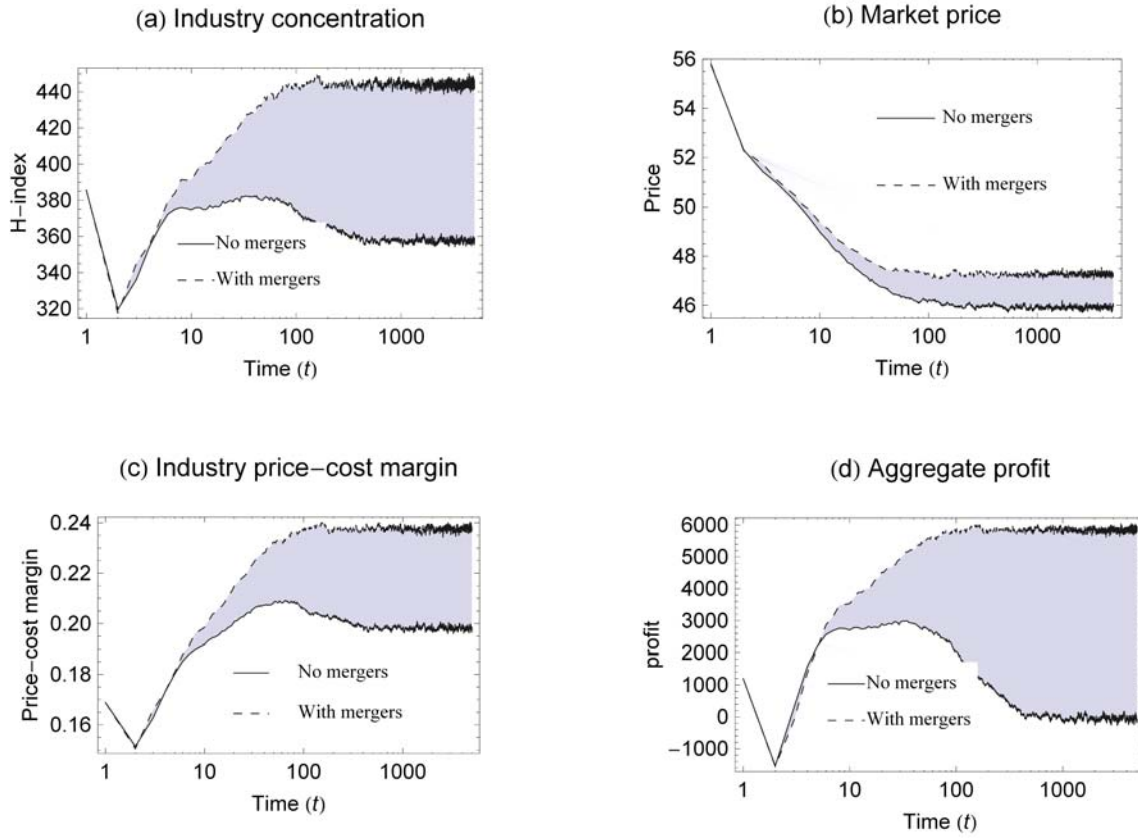 (a) Industry concentration
H-index
440
420
400
380
360
340
320
No mergers
With mergers
1
10
100
1000
Time (t)
(b) Market price
Price
56
54
52
50
48
46
No mergers
With mergers
1
10
100
1000
Time (t)
(c) Industry price-cost margin
Price-cost margin
0.24
0.22
0.20
0.18
0.16
No mergers
With mergers
1
10
100
1000
Time (t)
(d) Aggregate profit
profit
6000
5000
4000
3000
2000
1000
0
-1000
No mergers
With mergers
1
10
100
1000
Time (t)